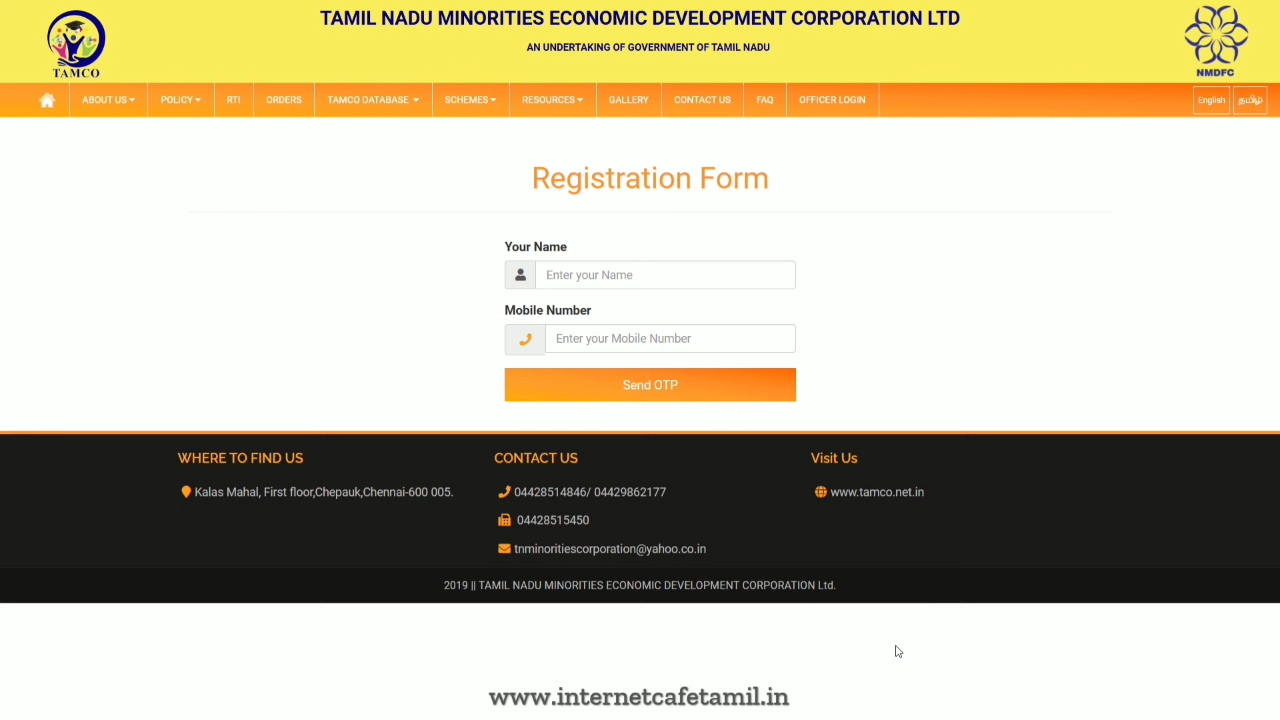 TAMIL NADU MINORITIES ECONOMIC DEVELOPMENT CORPORATION LTD
AN UNDERTAKING OF GOVERNMENT OF TAMIL NADU
TAMCO
NMDFC
ABOUT US POLICY RTI ORDERS TAMCO DATABASE SCHEMES RESOURCES GALLERY CONTACT US FAQ OFFICER LOGIN English தமிழ்
Registration Form
Your Name
Enter your Name
Mobile Number
Enter your Mobile Number
Send OTP
WHERE TO FIND US CONTACT US Visit Us
Kalas Mahal, First floor,Chepauk,Chennai-600 005. 04428514846/ 04429862177 www.tamco.net.in
04428515450
tnminoritiescorporation@yahoo.co.in
2019 || TAMIL NADU MINORITIES ECONOMIC DEVELOPMENT CORPORATION Ltd.
www.internetcafetamil.in